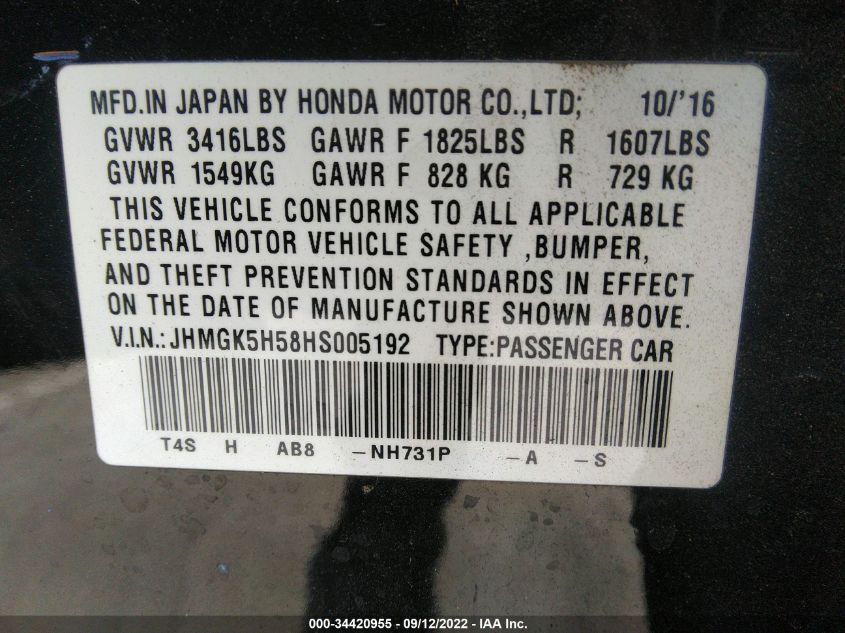 MFD.IN JAPAN BY HONDA MOTOR CO.,LTD; 10/'16
GVWR 3416LBS GAWR F 1825LBS R 1607LBS
GVWR 1549KG GAWR F 828 KG R 729 KG
THIS VEHICLE CONFORMS TO ALL APPLICABLE
FEDERAL MOTOR VEHICLE SAFETY ,BUMPER,
AND THEFT PREVENTION STANDARDS IN EFFECT
ON THE DATE OF MANUFACTURE SHOWN ABOVE.
V.I.N.: JHMGK5H58HS005192 TYPE:PASSENGER CAR
T4S H AB8 –NH731P –A –S
000-34420955 - 09/12/2022 - IAA Inc.